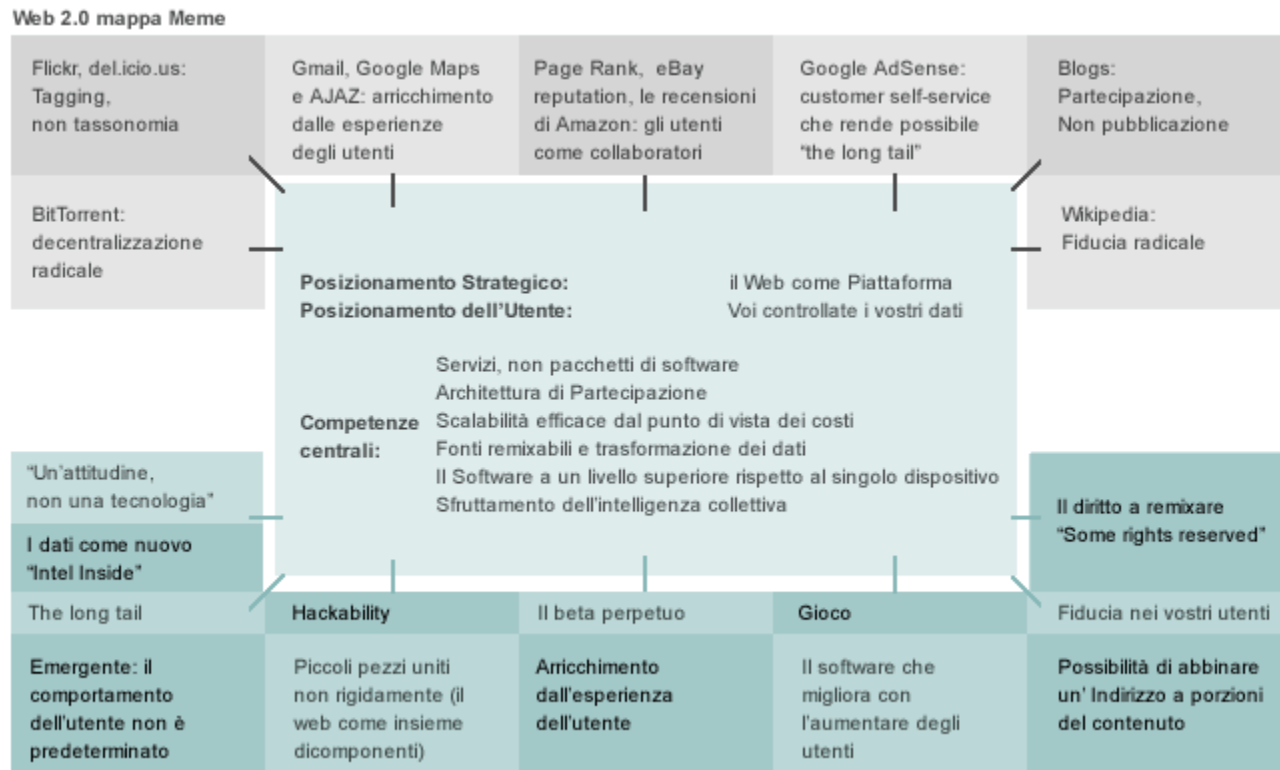 Web 2.0 mappa Meme
Flickr, del.icio.us:
Tagging,
non tassonomia
Gmail, Google Maps
e AJAZ: arricchimento
dalle esperienze
degli utenti
Page Rank, eBay
reputation, le recensioni
di Amazon: gli utenti
come collaboratori
Google AdSense:
customer self-service
che rende possibile
“the long tail”
Blogs:
Partecipazione,
Non pubblicazione
BitTorrent:
decentralizzazione
radicale
Wikipedia:
Fiducia radicale
Posizionamento Strategico: il Web come Piattaforma
Posizionamento dell'Utente: Voi controllate i vostri dati
Competenze
centrali:
Servizi, non pacchetti di software
Architettura di Partecipazione
Scalabilità efficace dal punto di vista dei costi
Fonti remixabili e trasformazione dei dati
Il Software a un livello superiore rispetto al singolo dispositivo
Sfruttamento dell'intelligenza collettiva
“Un'attitudine,
non una tecnologia”
I dati come nuovo
“Intel Inside”
Il diritto a remixare
“Some rights reserved”
The long tail
Hackability
Il beta perpetuo
Gioco
Fiducia nei vostri utenti
Emergente: il
comportamento
dell'utente non è
predeterminato
Piccoli pezzi uniti
non rigidamente (il
web come insieme
dicomponenti)
Arricchimento
dall'esperienza
dell'utente
Il software che
migliora con
l'aumentare degli
utenti
Possibilità di abbinare
un' Indirizzo a porzioni
del contenuto